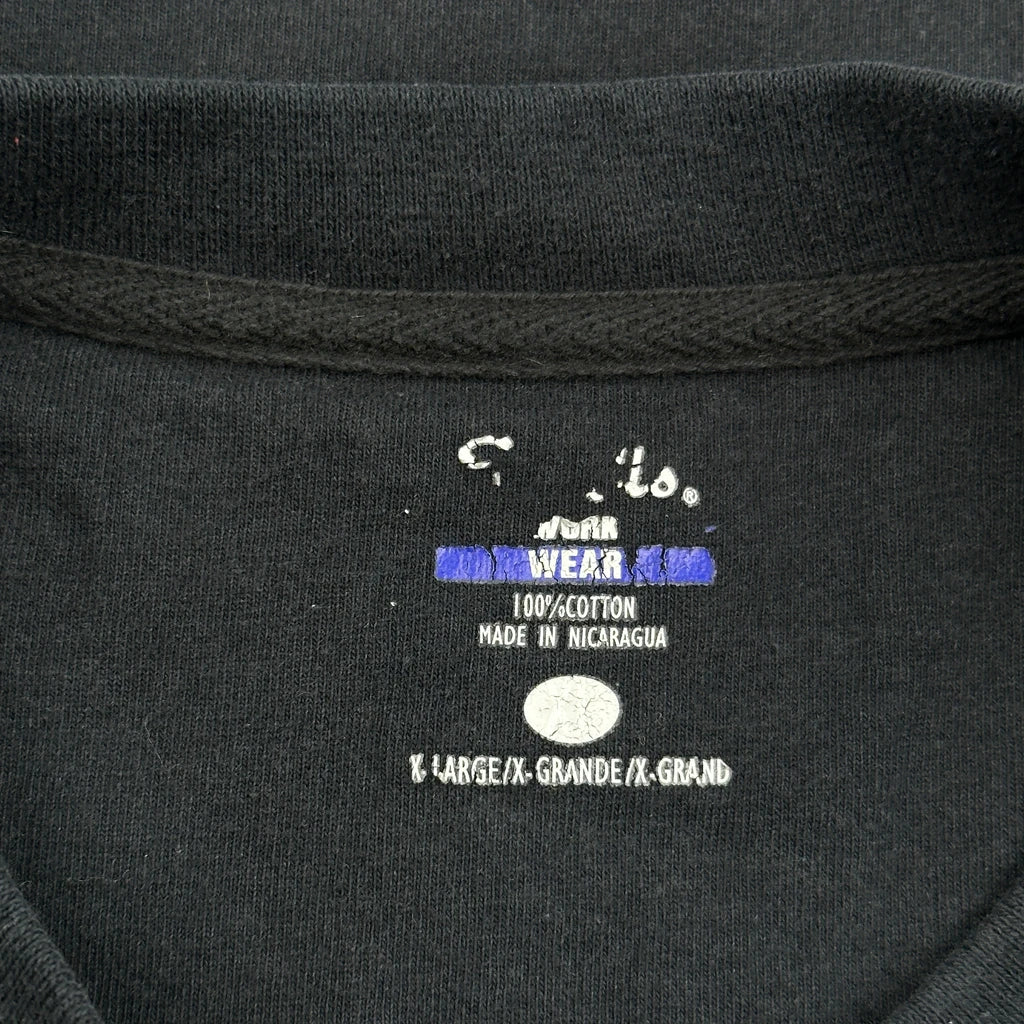 WORK
WEAR
100% COTTON
MADE IN NICARAGUA
X-LARGE/X-GRANDE/X-GRAND